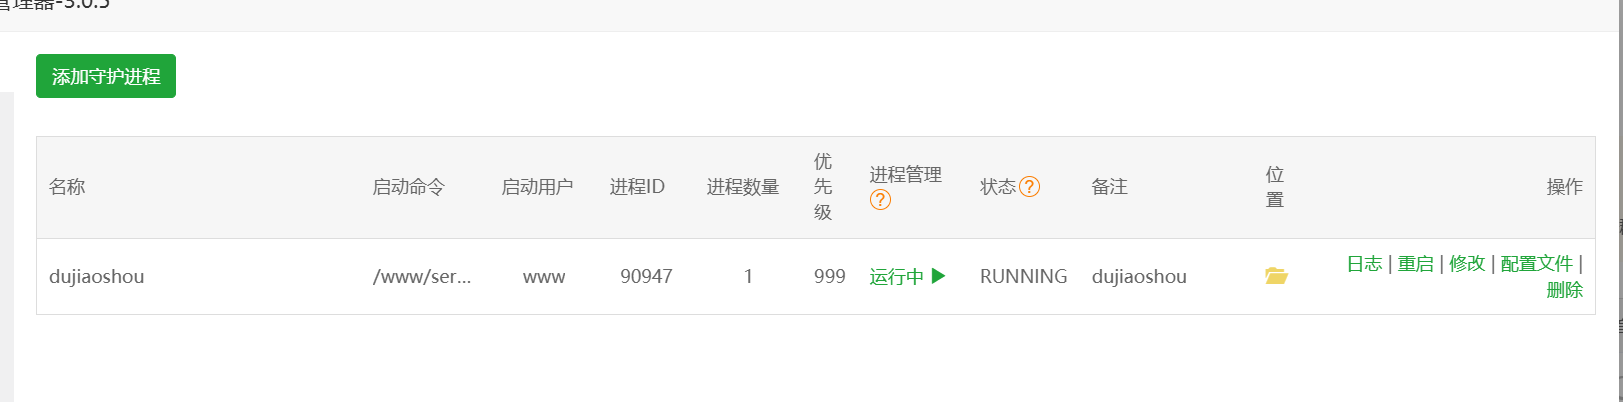 管理器-3.0.5
添加守护进程
名称 启动命令 启动用户 进程ID 进程数量 优先级 进程管理 ? 状态 ? 备注 位置 操作
dujiaoshou /www/ser... www 90947 1 999 运行中 RUNNING dujiaoshou 日志 | 重启 | 修改 | 配置文件 |
删除